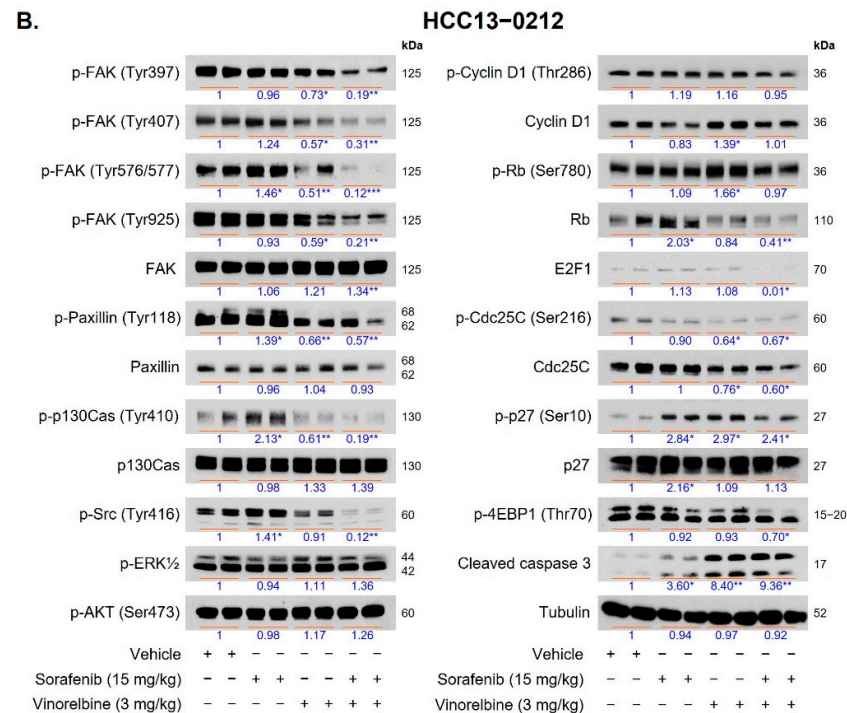 B.
HCC13−0212
kDa
p-FAK (Tyr397)
125
1 0.96 0.73* 0.19**
p-FAK (Tyr407)
125
1 1.24 0.57* 0.31**
p-FAK (Tyr576/577)
125
1 1.46* 0.51** 0.12***
p-FAK (Tyr925)
125
1 0.93 0.59* 0.21**
FAK
125
1 1.06 1.21 1.34**
p-Paxillin (Tyr118)
68
62
1 1.39* 0.66** 0.57**
Paxillin
68
62
1 0.96 1.04 0.93
p-p130Cas (Tyr410)
130
1 2.13* 0.61** 0.19**
p130Cas
130
1 0.98 1.33 1.39
p-Src (Tyr416)
60
1 1.41* 0.91 0.12**
p-ERK½
44
42
1 0.94 1.11 1.36
p-AKT (Ser473)
60
1 0.98 1.17 1.26
Vehicle + + − − − − − −
Sorafenib (15 mg/kg) − − + + − − + +
Vinorelbine (3 mg/kg) − − − − + + + +
kDa
p-Cyclin D1 (Thr286)
36
1 1.19 1.16 0.95
Cyclin D1
36
1 0.83 1.39* 1.01
p-Rb (Ser780)
36
1 1.09 1.66* 0.97
Rb
110
1 2.03* 0.84 0.41**
E2F1
70
1 1.13 1.08 0.01*
p-Cdc25C (Ser216)
60
1 0.90 0.64* 0.67*
Cdc25C
60
1 1 0.76* 0.60*
p-p27 (Ser10)
27
1 2.84* 2.97* 2.41*
p27
27
1 2.16* 1.09 1.13
p-4EBP1 (Thr70)
15−20
1 0.92 0.93 0.70*
Cleaved caspase 3
17
1 3.60* 8.40** 9.36**
Tubulin
52
1 0.94 0.97 0.92
Vehicle + + − − − − − −
Sorafenib (15 mg/kg) − − + + − − + +
Vinorelbine (3 mg/kg) − − − − + + + +